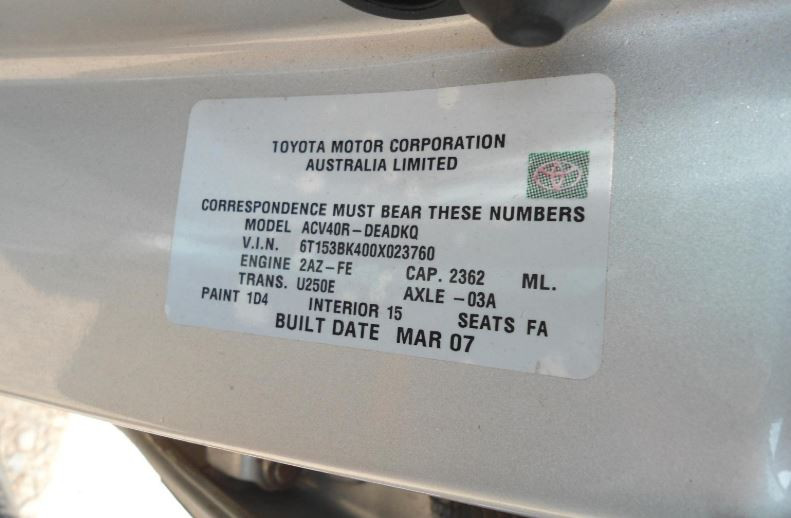 TOYOTA MOTOR CORPORATION
AUSTRALIA LIMITED
CORRESPONDENCE MUST BEAR THESE NUMBERS
MODEL ACV40R-DEADKQ
V.I.N. 6T153BK400X023760
ENGINE 2AZ-FE CAP. 2362 ML.
TRANS. U250E AXLE -03A
PAINT 1D4 INTERIOR 15 SEATS FA
BUILT DATE MAR 07